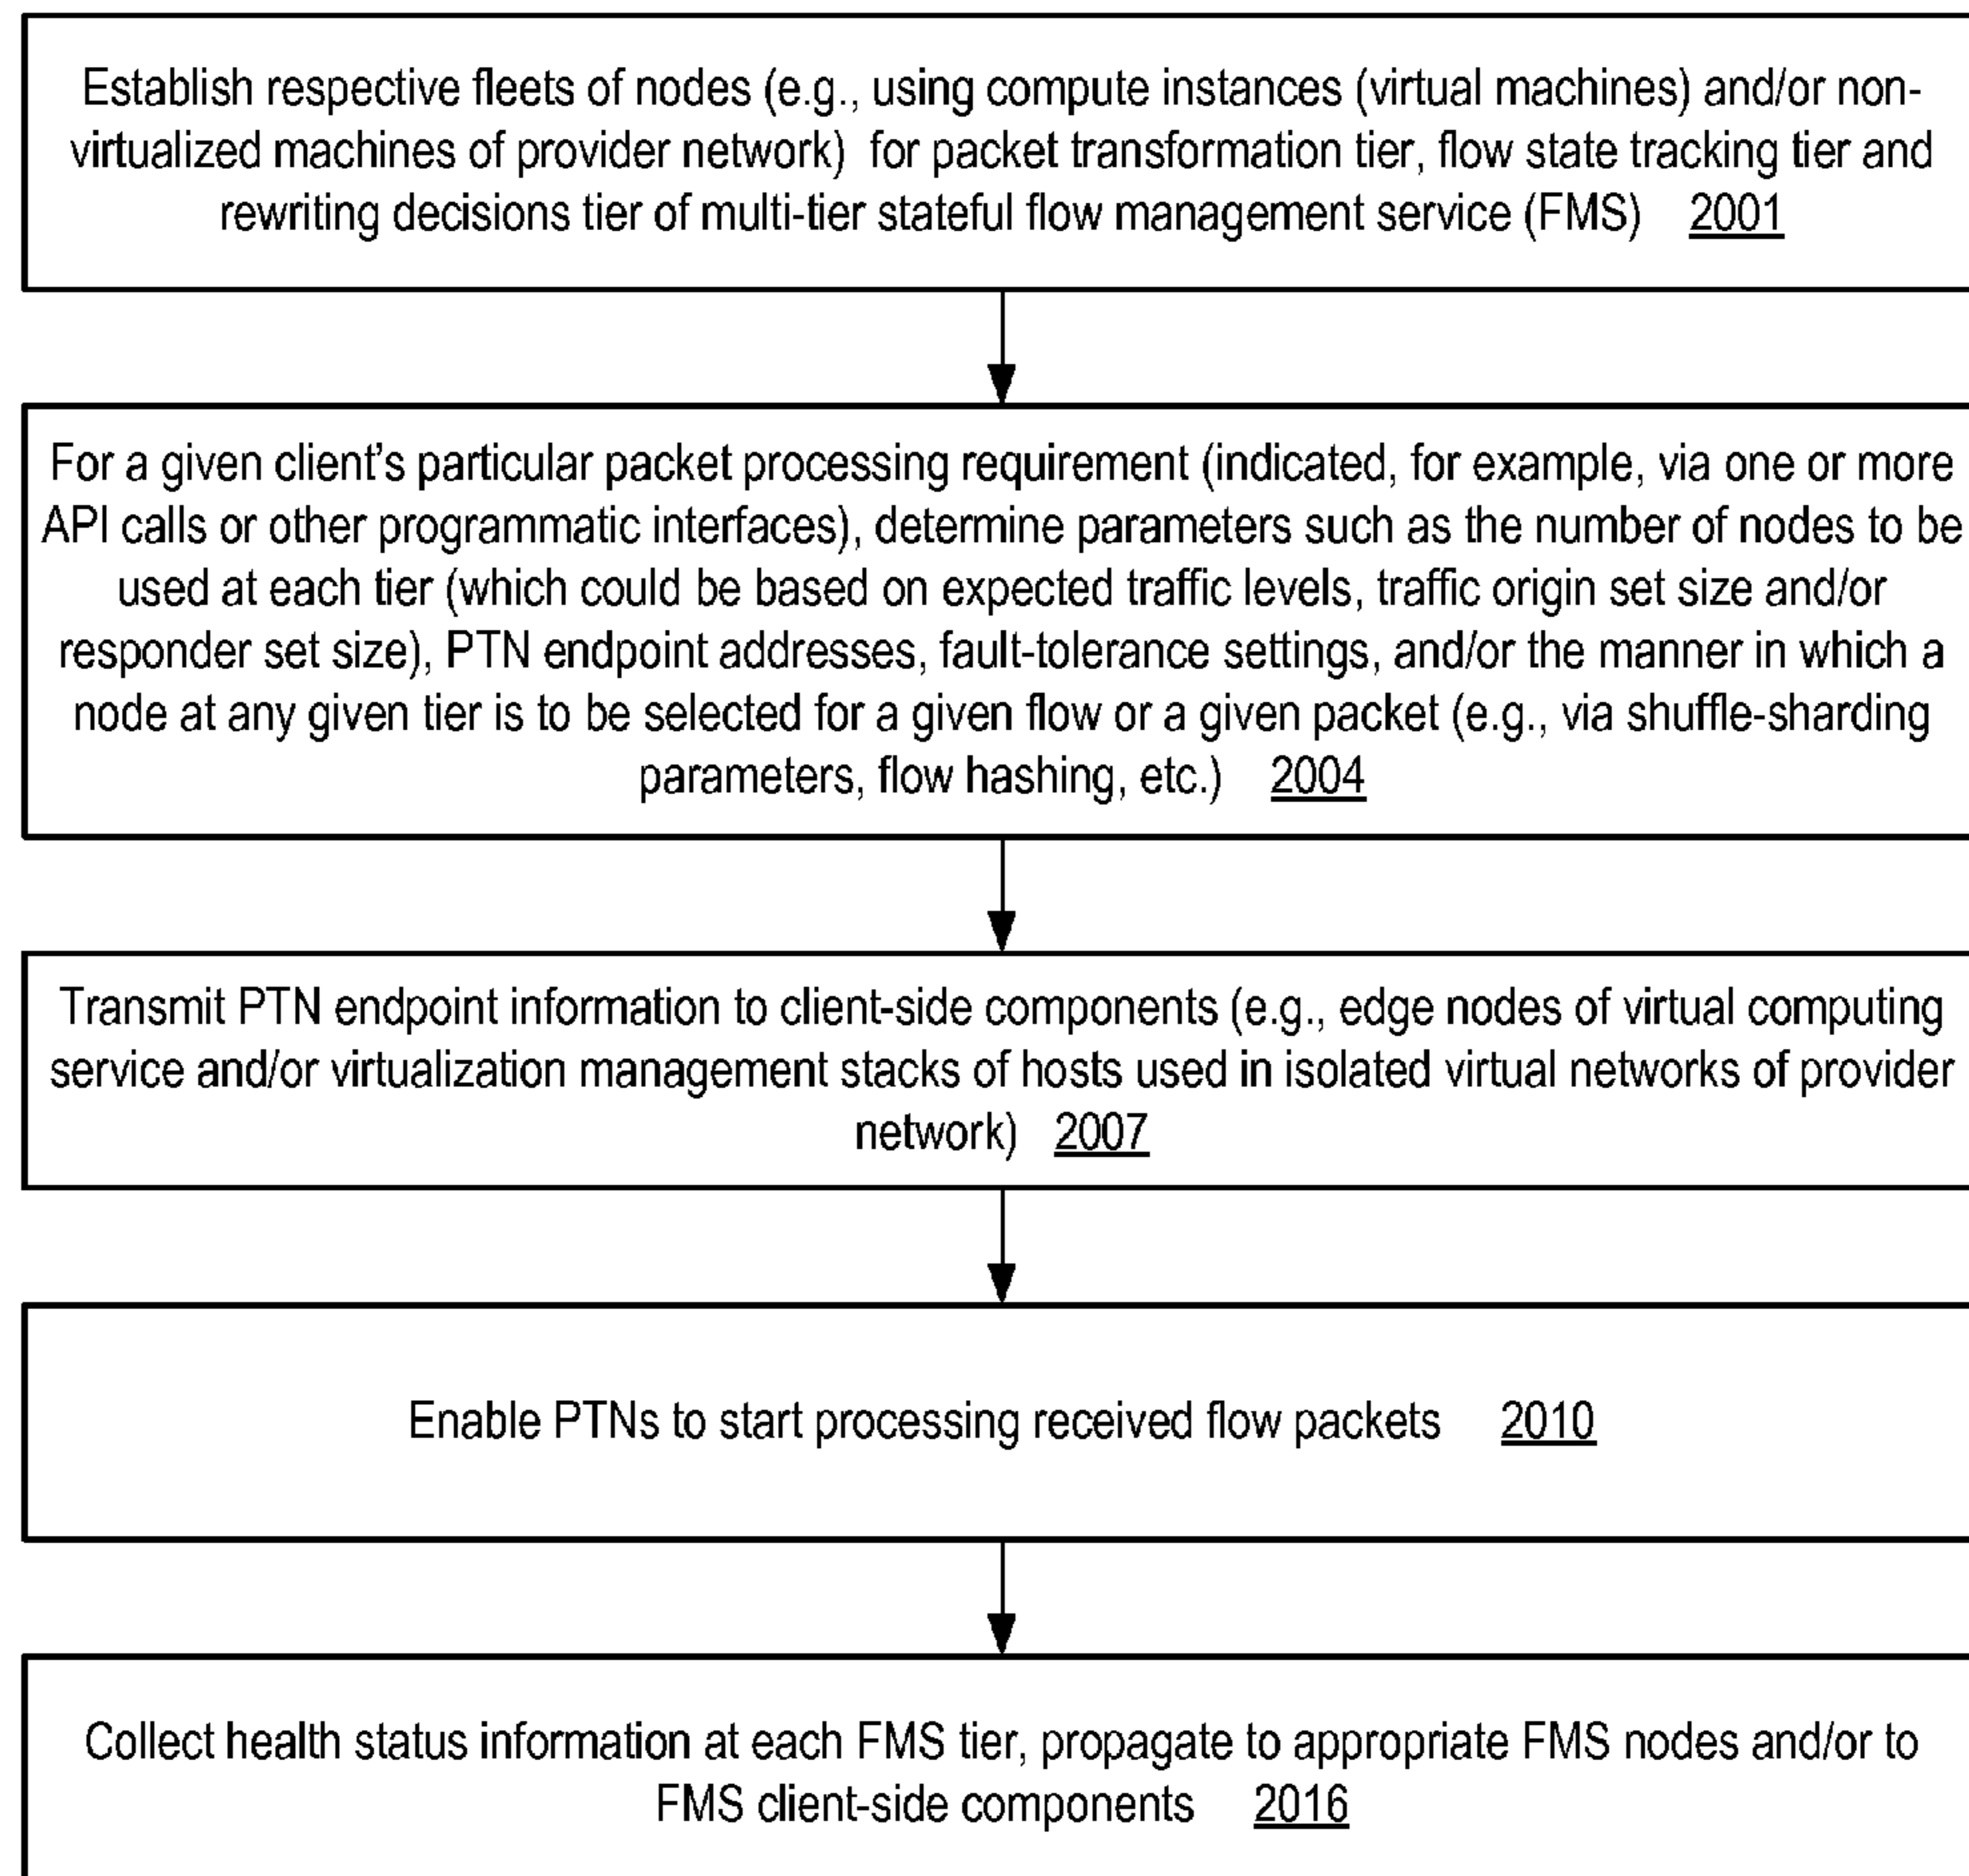 Establish respective fleets of nodes (e.g., using compute instances (virtual machines) and/or non-
virtualized machines of provider network)  for packet transformation tier, flow state tracking tier and
rewriting decisions tier of multi-tier stateful flow management service (FMS)   2001
For a given client's particular packet processing requirement (indicated, for example, via one or more
API calls or other programmatic interfaces), determine parameters such as the number of nodes to be
used at each tier (which could be based on expected traffic levels, traffic origin set size and/or
responder set size), PTN endpoint addresses, fault-tolerance settings, and/or the manner in which a
node at any given tier is to be selected for a given flow or a given packet (e.g., via shuffle-sharding
parameters, flow hashing, etc.)   2004
Transmit PTN endpoint information to client-side components (e.g., edge nodes of virtual computing
service and/or virtualization management stacks of hosts used in isolated virtual networks of provider
network)   2007
Enable PTNs to start processing received flow packets   2010
Collect health status information at each FMS tier, propagate to appropriate FMS nodes and/or to
FMS client-side components   2016